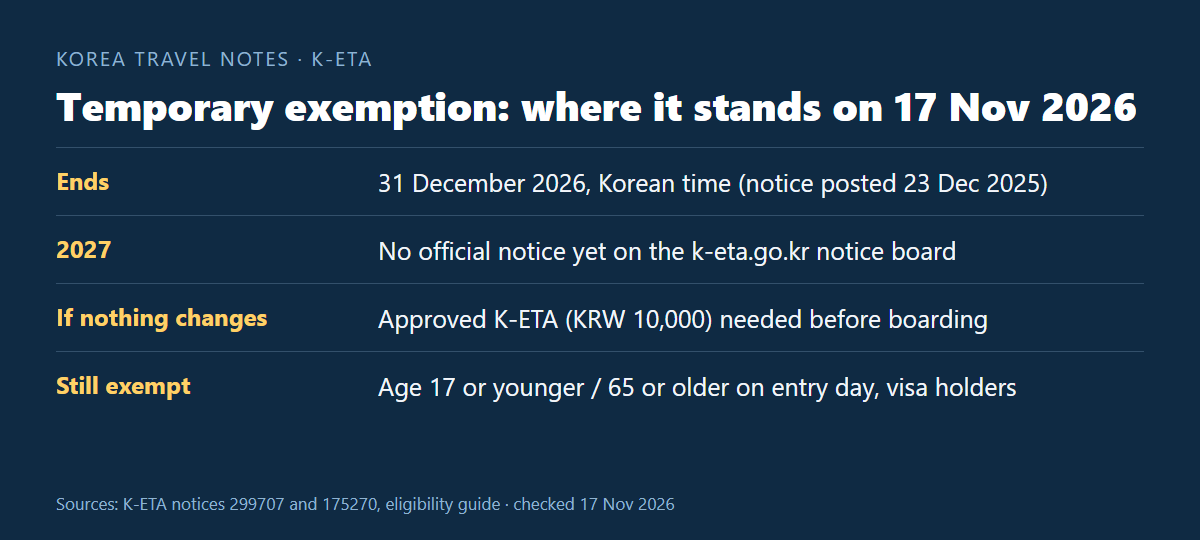 KOREA TRAVEL NOTES · K-ETA
Temporary exemption: where it stands on 17 Nov 2026
Ends
31 December 2026, Korean time (notice posted 23 Dec 2025)
2027
No official notice yet on the k-eta.go.kr notice board
If nothing changes
Approved K-ETA (KRW 10,000) needed before boarding
Still exempt
Age 17 or younger / 65 or older on entry day, visa holders
Sources: K-ETA notices 299707 and 175270, eligibility guide · checked 17 Nov 2026